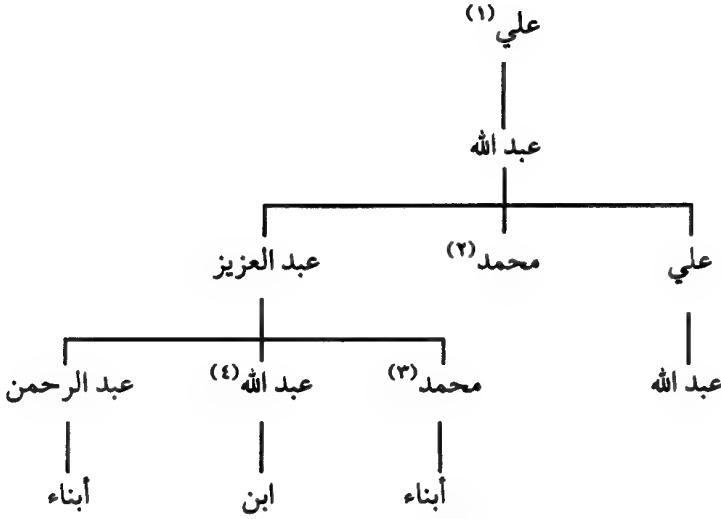 علي(١)
عبد الله
علي محمد(٢) عبد العزيز
عبد الله محمد(٣) عبد الله(٤) عبد الرحمن
أبناء ابن أبناء